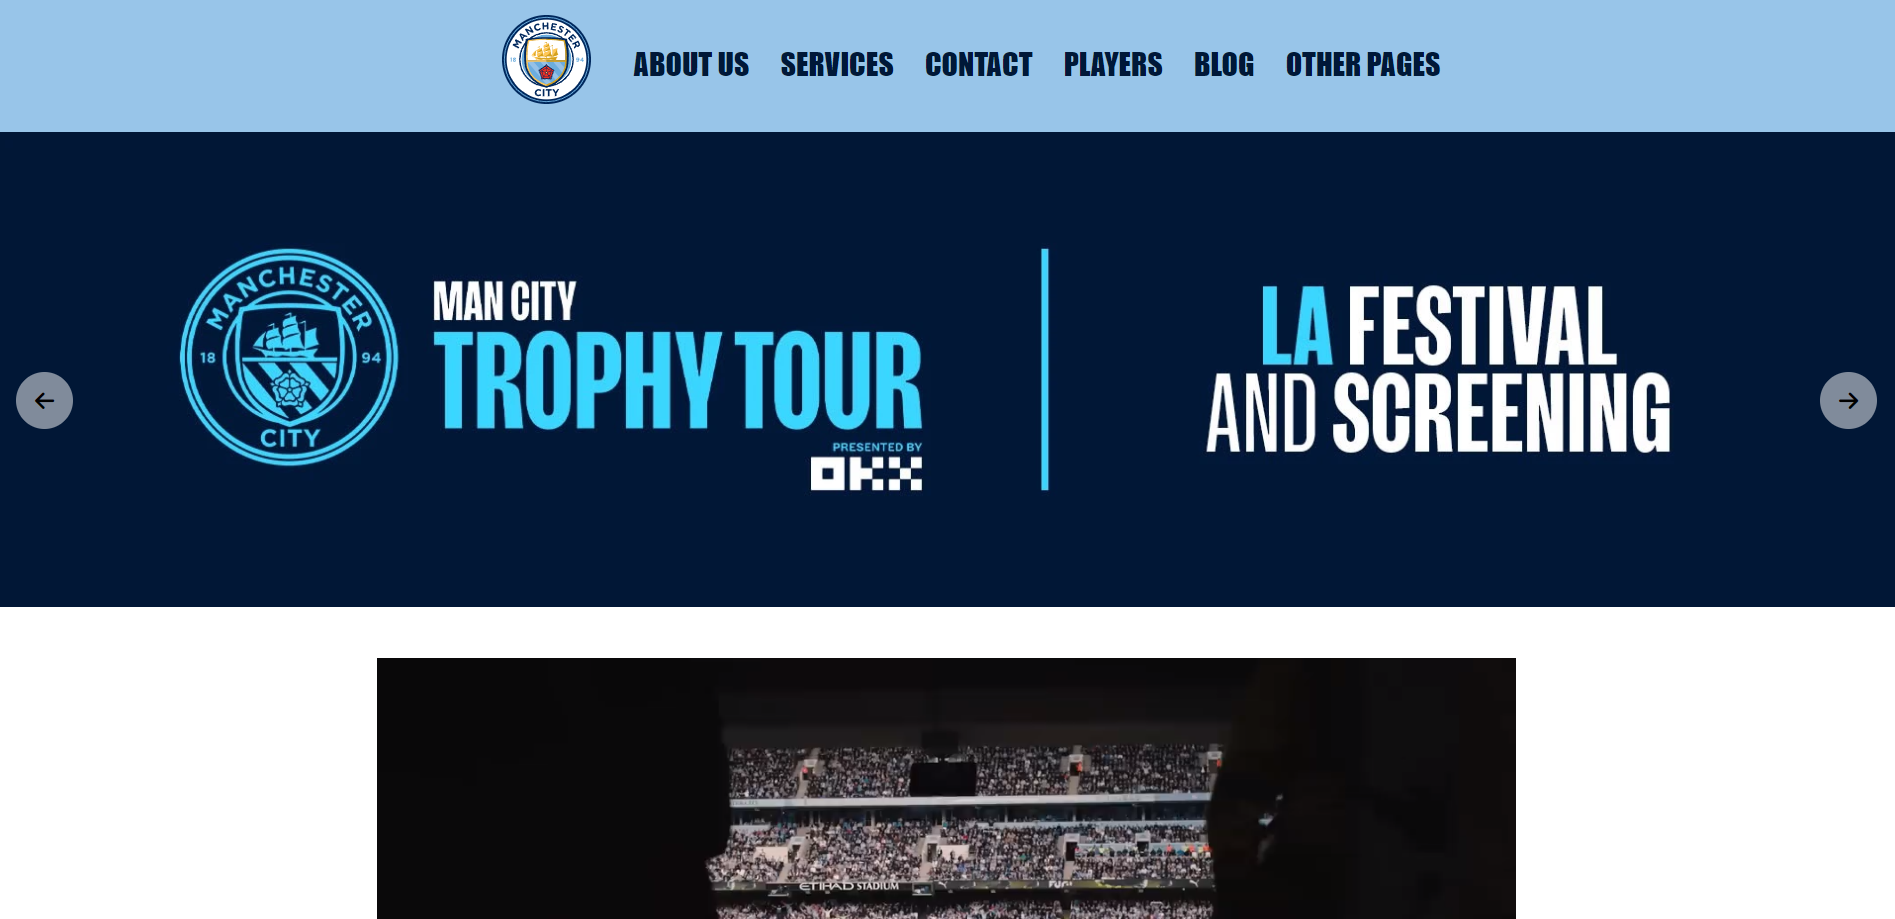 MANCHESTER
18 94
CITY
ABOUT US SERVICES CONTACT PLAYERS BLOG OTHER PAGES
MANCHESTER
18 94
CITY
MAN CITY
TROPHY TOUR
PRESENTED BY
OKX
LA FESTIVAL
AND SCREENING
ETIHAD STADIUM